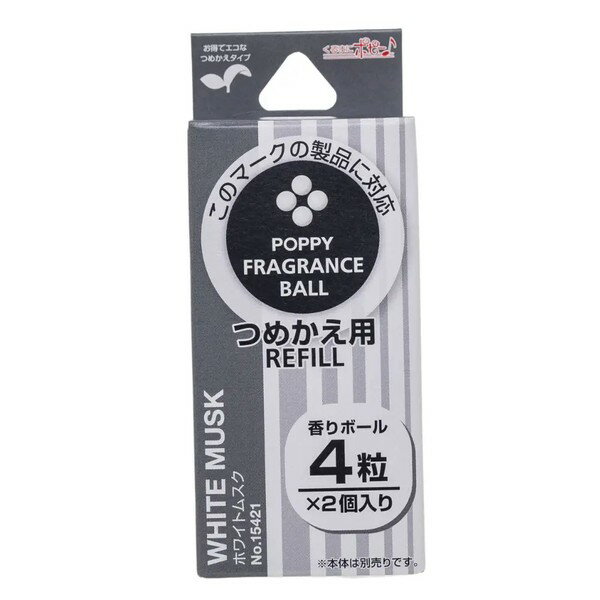 お得でエコな
つめかえタイプ
くるまにポピー♪
このマークの製品に対応
POPPY
FRAGRANCE
BALL
つめかえ用
REFILL
WHITE MUSK
ホワイトムスク
No.15421
香りボール
4粒
×2個入り
※本体は別売りです。